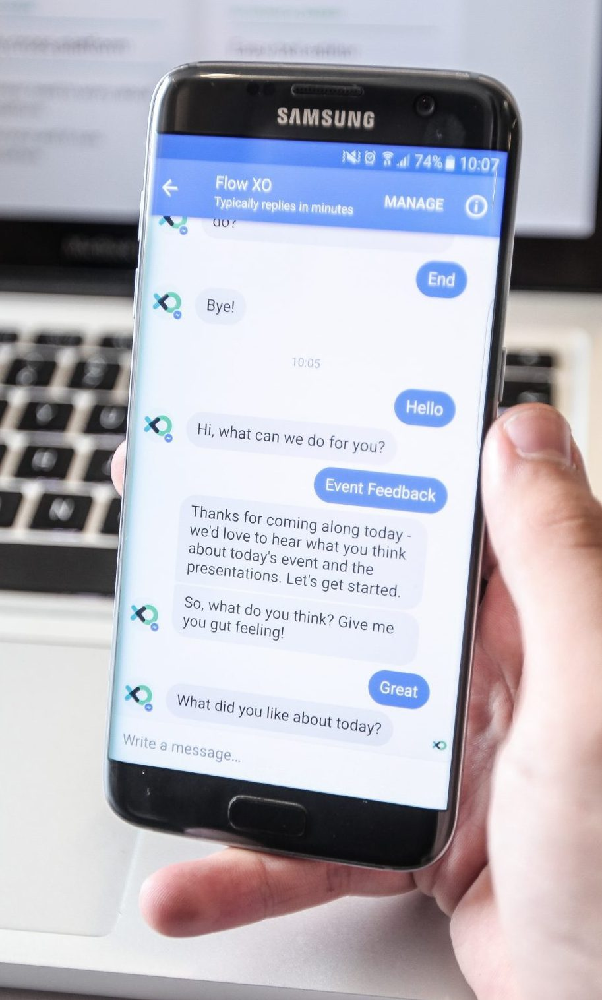 SAMSUNG
74% 10:07
Flow XO
Typically replies in minutes
MANAGE
do?
End
Bye!
10:05
Hello
Hi, what can we do for you?
Event Feedback
Thanks for coming along today -
we'd love to hear what you think
about today's event and the
presentations. Let's get started.
So, what do you think? Give me
you gut feeling!
Great
What did you like about today?
Write a message...
N